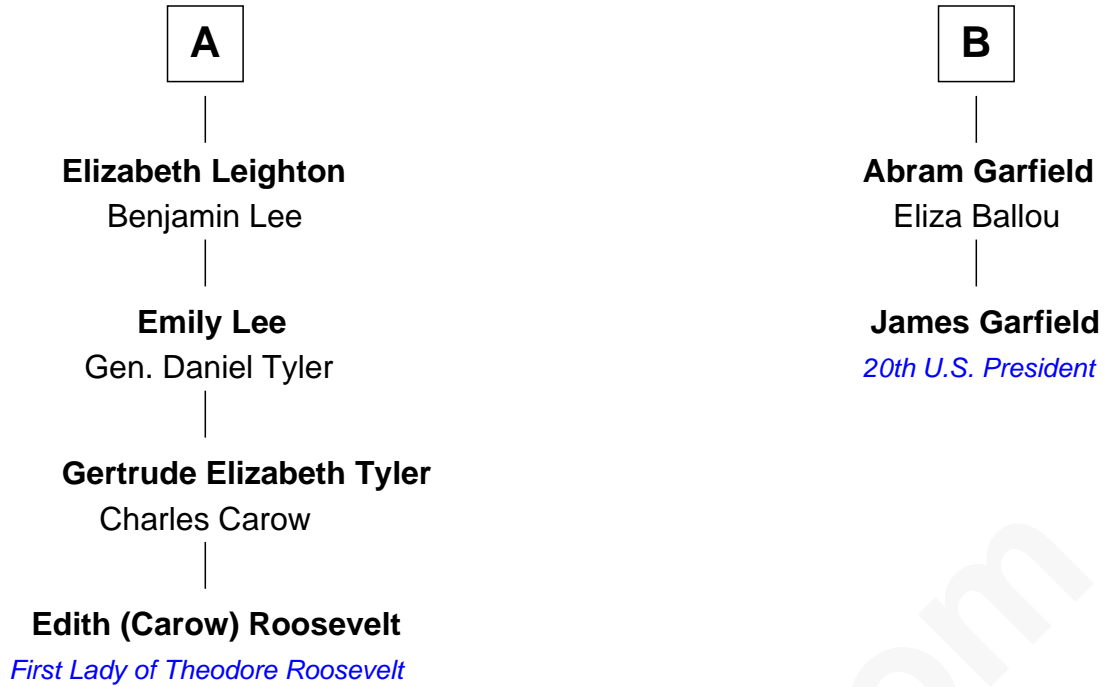 A
Elizabeth Leighton
Benjamin Lee
Emily Lee
Gen. Daniel Tyler
Gertrude Elizabeth Tyler
Charles Carow
Edith (Carow) Roosevelt
First Lady of Theodore Roosevelt
B
Abram Garfield
Eliza Ballou
James Garfield
20th U.S. President
om